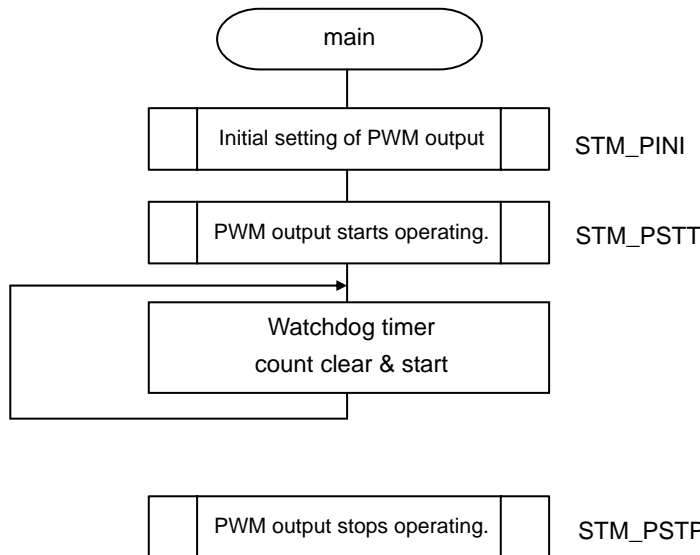 main
Initial setting of PWM output
STM_PINI
PWM output starts operating.
STM_PSTT
Watchdog timer
count clear & start
PWM output stops operating.
STM_PSTP